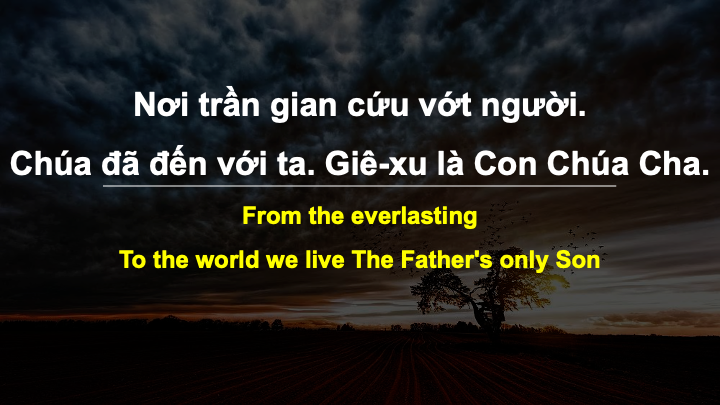 Nơi trần gian cứu vớt người.
Chúa đã đến với ta. Giê-xu là Con Chúa Cha.
From the everlasting
To the world we live The Father's only Son